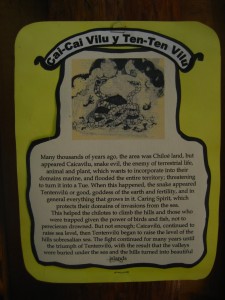 Cai-Cai Vilu y Ten-Ten Vilu
Many thousands of years ago, the area was Chiloé land, but
appeared Caicavilu, snake evil, the enemy of terrestrial life,
animal and plant, which wants to incorporate into their
domains marine, and flooded the entire territory; threatening
to turn it into a Tue. When this happened, the snake appeared
Tentenvilú or good, goddess of the earth and fertility, and in
general everything that grows in it. Caring Spirit, which
protects their domains of invasions from the sea.
This helped the chilotes to climb the hills and those who
were trapped given the power of birds and fish, not to
perecieran drowned. But not enough; Caicavilu, continued to
raise sea level, then Tentenvilú began to raise the level of the
hills subresalían sea. The fight continued for many years until
the triumph of Tentenvilu, with the result that the valleys
were buried under the sea and the hills turned into beautiful
islands